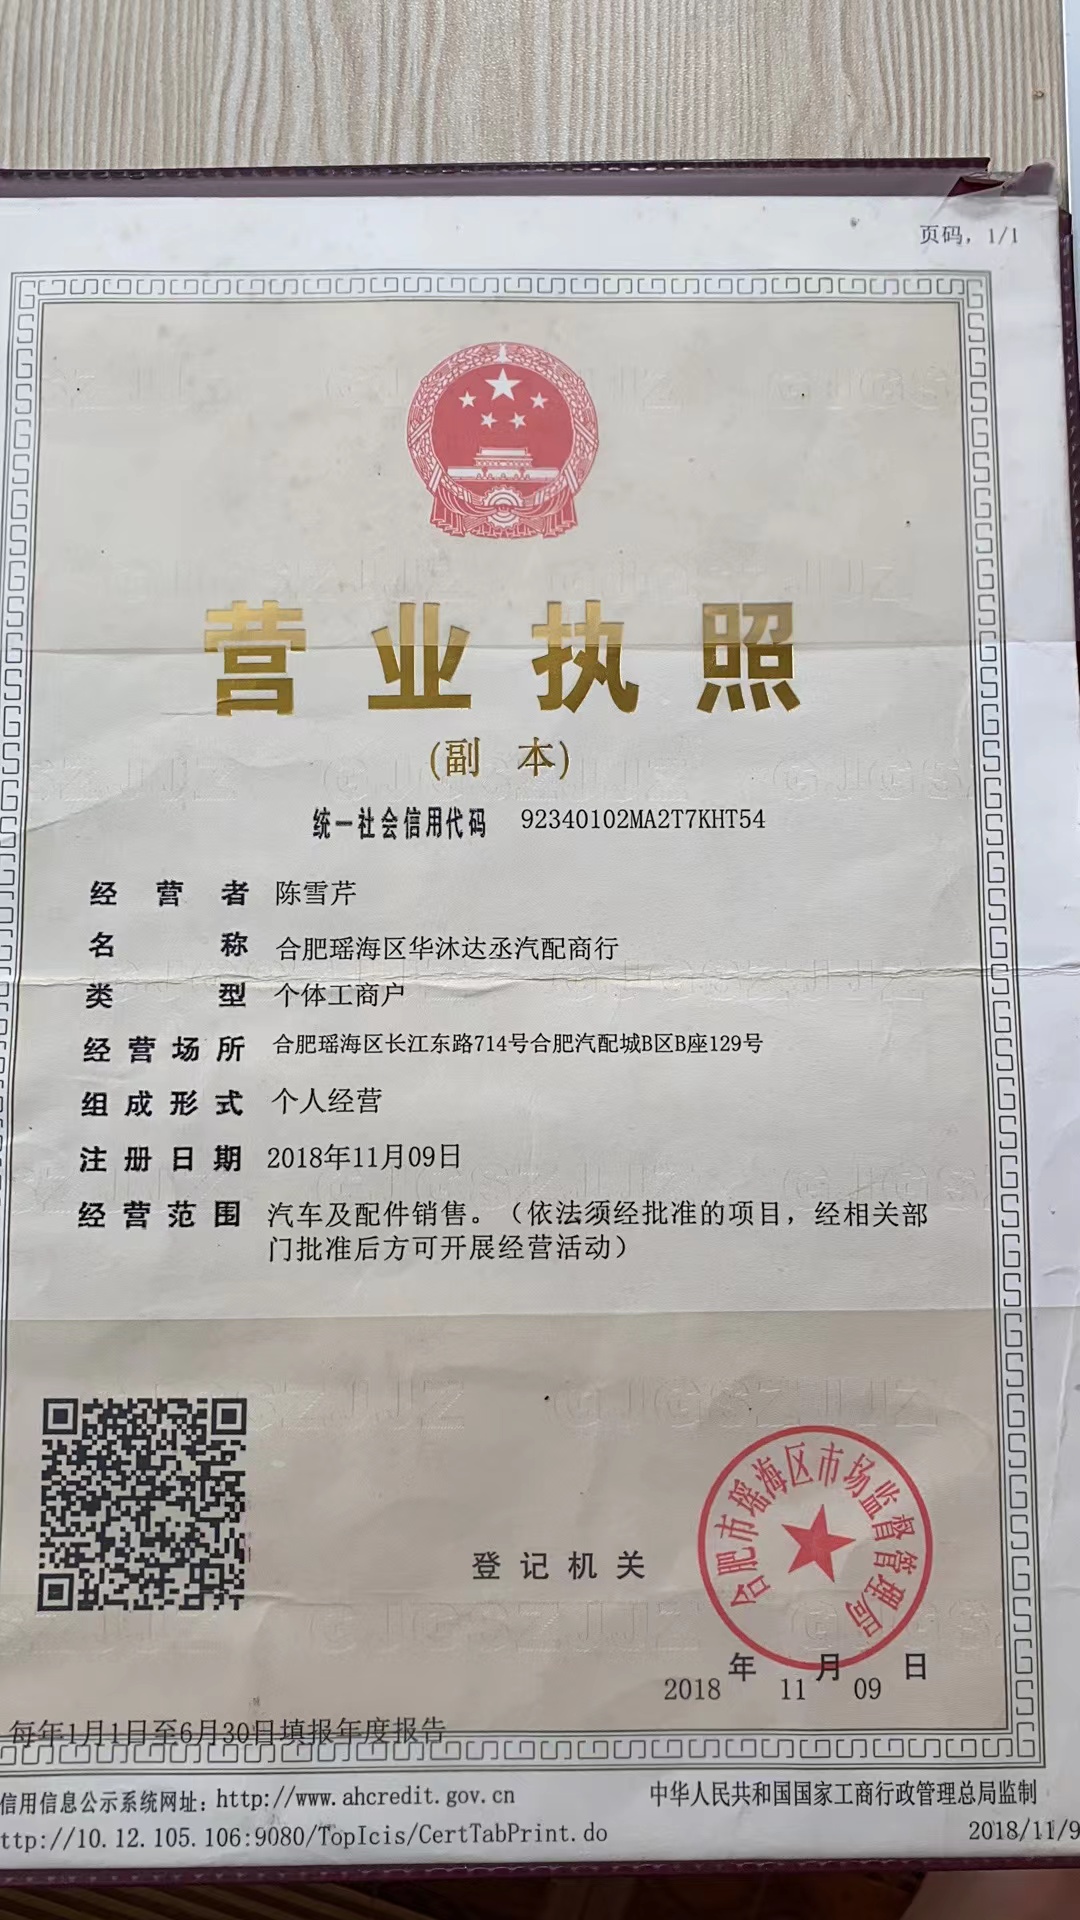 页码，1/1
营业执照
(副 本)
统一社会信用代码 92340102MA2T7KHT54
经营者 陈雪芹
名称 合肥瑶海区华沐达丞汽配商行
类型 个体工商户
经营场所 合肥瑶海区长江东路714号合肥汽配城B区B座129号
组成形式 个人经营
注册日期 2018年11月09日
经营范围 汽车及配件销售。（依法须经批准的项目，经相关部
门批准后方可开展经营活动）
合肥市瑶海区市场监督管理局
登记机关
2018年11月09日
每年1月1日至6月30日填报年度报告
信用信息公示系统网址：http://www.ahcredit.gov.cn
中华人民共和国国家工商行政管理总局监制
ttp://10.12.105.106:9080/TopIcis/CertTabPrint.do
2018/11/9